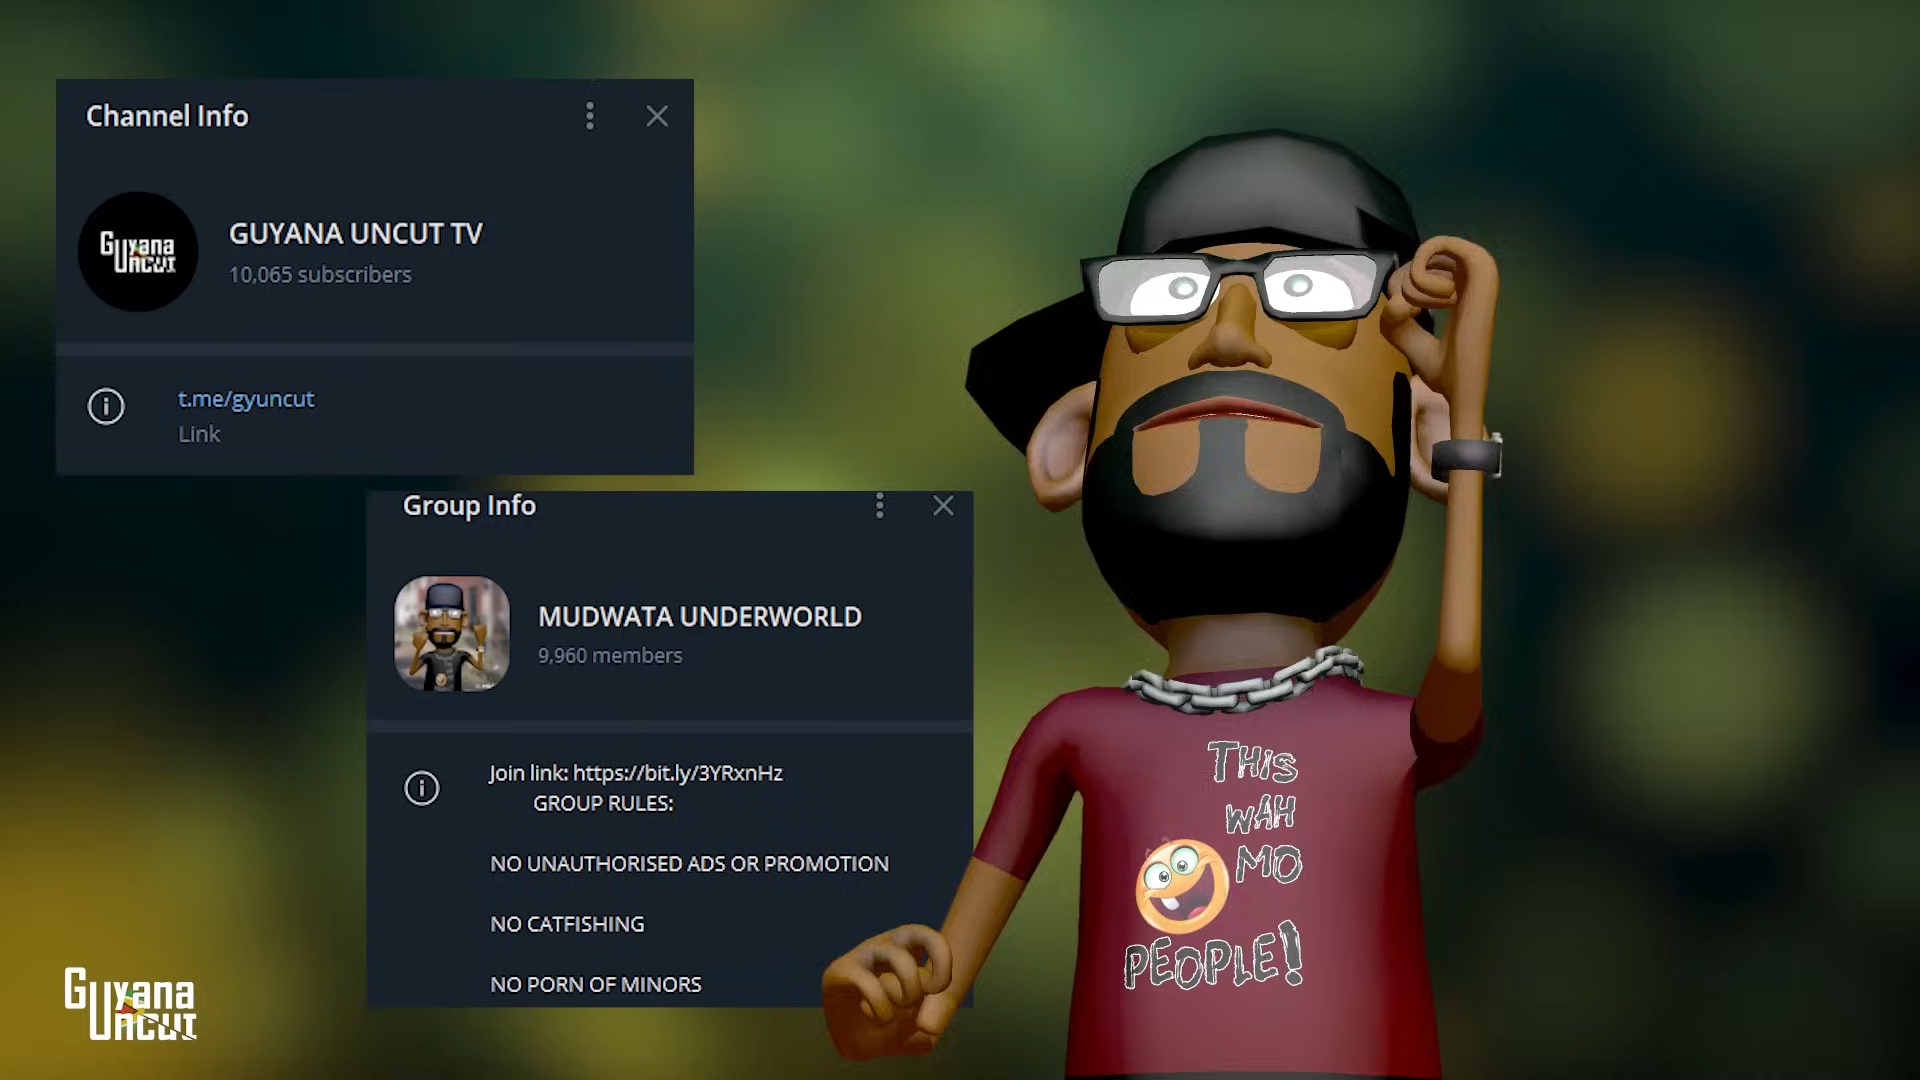 Channel Info
Guyana
Uncut
GUYANA UNCUT TV
10,065 subscribers
t.me/gyuncut
Link
Group Info
MUDWATA UNDERWORLD
9,960 members
Join link: https://bit.ly/3YRxnHz
GROUP RULES:
NO UNAUTHORISED ADS OR PROMOTION
NO CATFISHING
NO PORN OF MINORS
THIS
WAH
MO
PEOPLE!
Guyana
Uncut